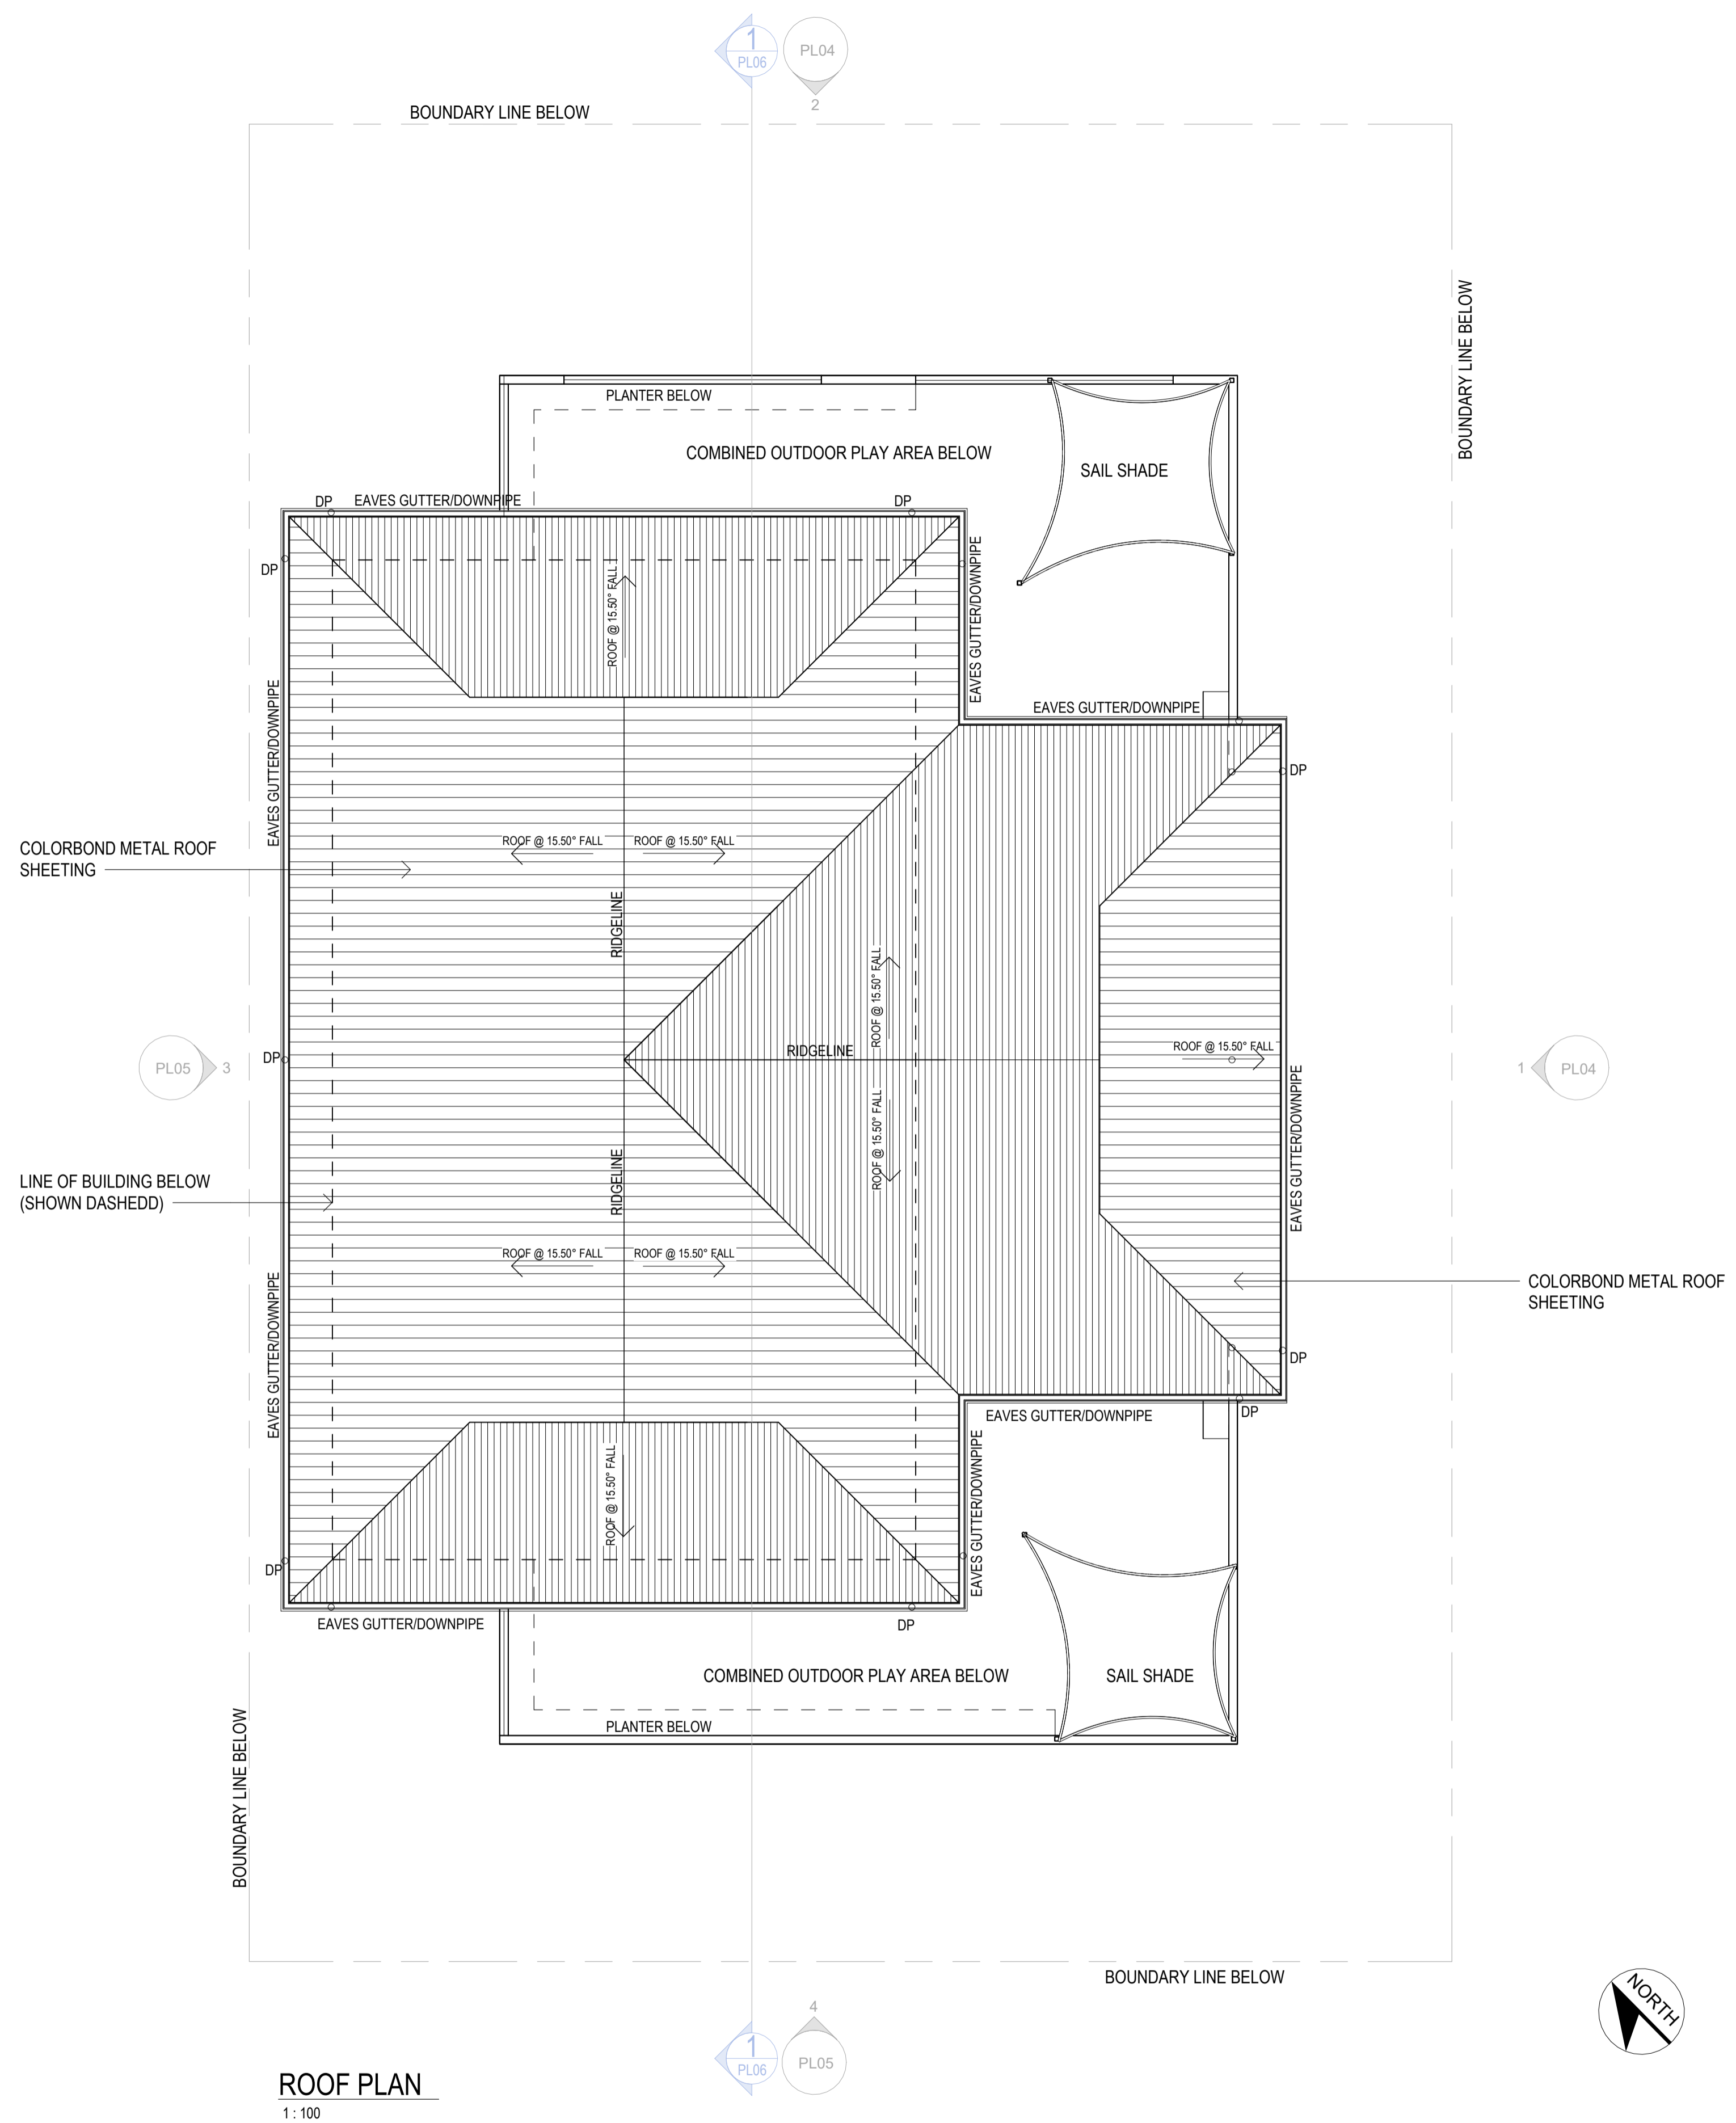 1
PL06
PL04
2
BOUNDARY LINE BELOW
BOUNDARY LINE BELOW
PLANTER BELOW
COMBINED OUTDOOR PLAY AREA BELOW
SAIL SHADE
DP
EAVES GUTTER/DOWNPIPE
DP
DP
EAVES GUTTER/DOWNPIPE
ROOF @ 15.50° FALL
EAVES GUTTER/DOWNPIPE
EAVES GUTTER/DOWNPIPE
DP
COLORBOND METAL ROOF
SHEETING
ROOF @ 15.50° FALL
ROOF @ 15.50° FALL
RIDGELINE
ROOF @ 15.50° FALL
RIDGELINE
ROOF @ 15.50° FALL
DP
PL05
3
1
PL04
ROOF @ 15.50° FALL
EAVES GUTTER/DOWNPIPE
RIDGELINE
LINE OF BUILDING BELOW
(SHOWN DASHEDD)
ROOF @ 15.50° FALL
ROOF @ 15.50° FALL
COLORBOND METAL ROOF
SHEETING
EAVES GUTTER/DOWNPIPE
DP
EAVES GUTTER/DOWNPIPE
DP
ROOF @ 15.50° FALL
EAVES GUTTER/DOWNPIPE
DP
EAVES GUTTER/DOWNPIPE
DP
COMBINED OUTDOOR PLAY AREA BELOW
SAIL SHADE
PLANTER BELOW
BOUNDARY LINE BELOW
BOUNDARY LINE BELOW
NORTH
4
1
PL06
PL05
ROOF PLAN
1 : 100